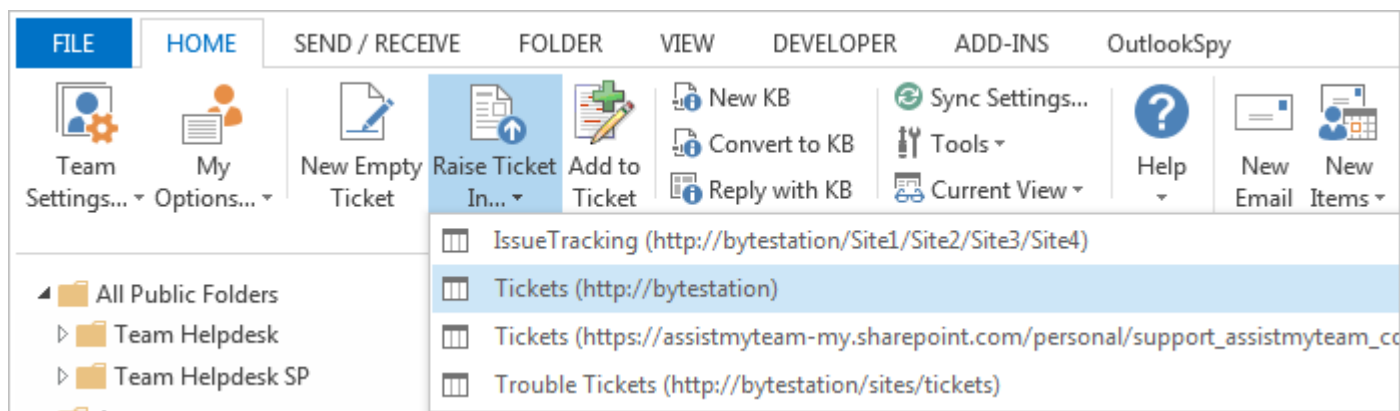 FILE HOME SEND / RECEIVE FOLDER VIEW DEVELOPER ADD-INS OutlookSpy
Team
Settings...
My
Options...
New Empty
Ticket
Raise Ticket
In...
Add to
Ticket
New KB
Convert to KB
Reply with KB
Sync Settings...
Tools
Current View
Help
New
Email
New
Items
IssueTracking (http://bytestation/Site1/Site2/Site3/Site4)
Tickets (http://bytestation)
Tickets (https://assistmyteam-my.sharepoint.com/personal/support_assistmyteam_co
Trouble Tickets (http://bytestation/sites/tickets)
All Public Folders
Team Helpdesk
Team Helpdesk SP